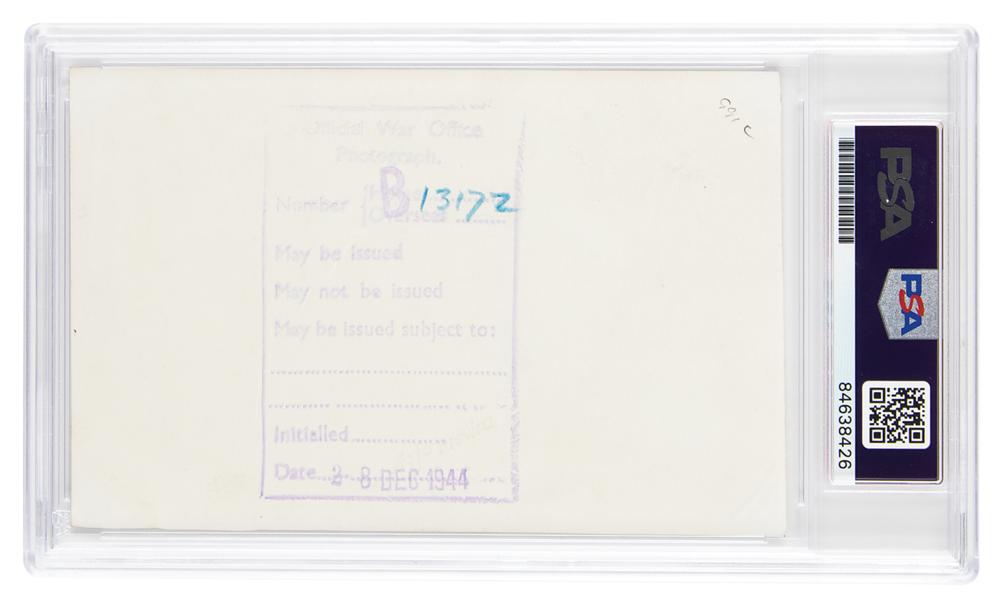 Official War Office
Photograph.
B 13172
Number { Home
Overseas
May be issued
May not be issued
May be issued subject to:
Initialled
Date 28 DEC 1944
PSA
PSA
84638426